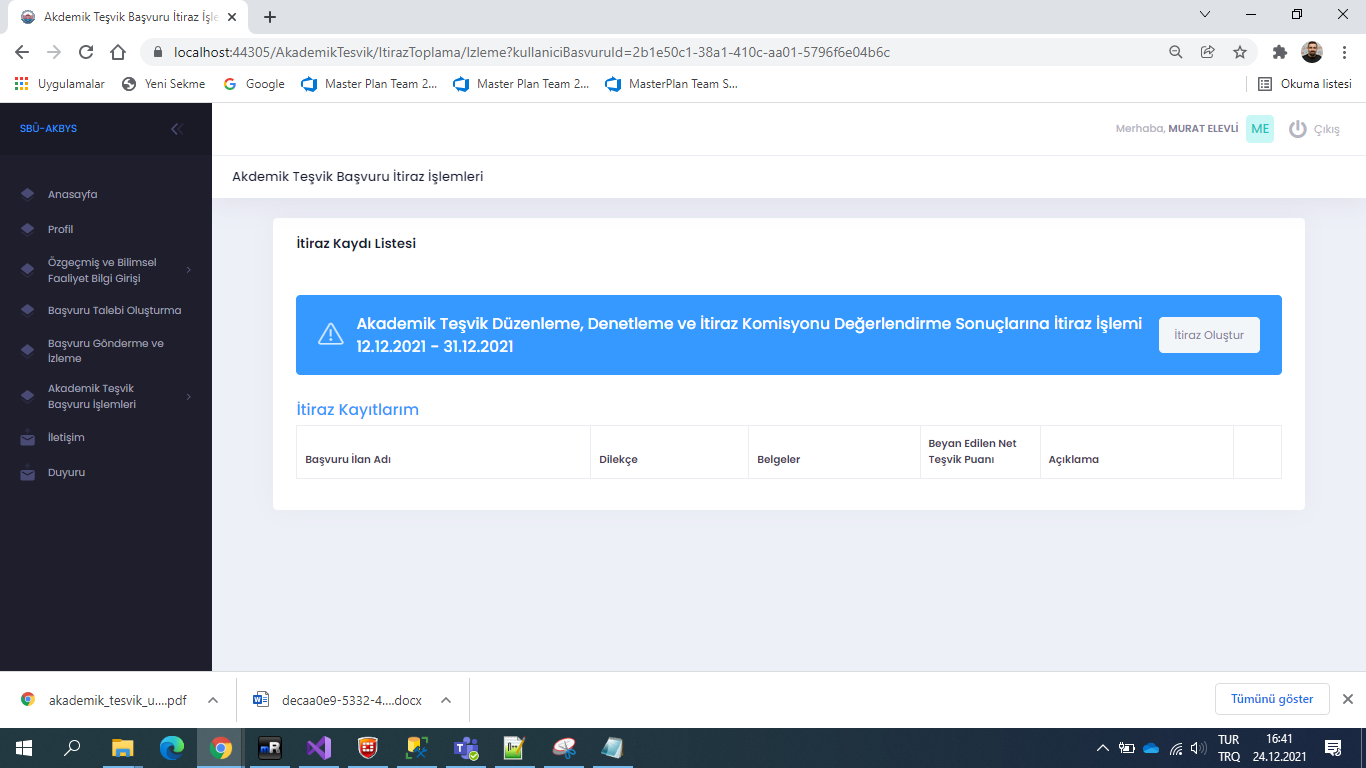 Akdemik Teşvik Başvuru İtiraz İşle
localhost:44305/AkademikTesvik/ItirazToplama/Izleme?kullaniciBasvuruId=2b1e50c1-38a1-410c-aa01-5796f6e04b6c
Uygulamalar
Yeni Sekme
Google
Master Plan Team 2...
Master Plan Team 2...
MasterPlan Team S...
Okuma listesi
SBÜ-AKBYS
Merhaba, MURAT ELEVLİ ME Çıkış
Akdemik Teşvik Başvuru İtiraz İşlemleri
Anasayfa
Profil
Özgeçmiş ve Bilimsel
Faaliyet Bilgi Girişi
Başvuru Talebi Oluşturma
Başvuru Gönderme ve
İzleme
Akademik Teşvik
Başvuru İşlemleri
İletişim
Duyuru
İtiraz Kaydı Listesi
Akademik Teşvik Düzenleme, Denetleme ve İtiraz Komisyonu Değerlendirme Sonuçlarına İtiraz İşlemi
12.12.2021 - 31.12.2021
İtiraz Oluştur
İtiraz Kayıtlarım
Başvuru İlan Adı
Dilekçe
Belgeler
Beyan Edilen Net
Teşvik Puanı
Açıklama
akademik_tesvik_u....pdf
decaa0e9-5332-4....docx
Tümünü göster
TUR
TRQ
16:41
24.12.2021